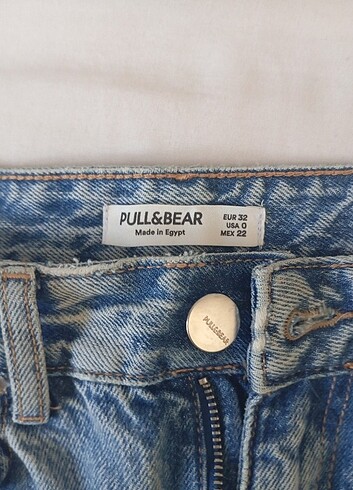 PULL&BEAR
Made in Egypt
EUR 32
USA 0
MEX 22
PULL&BEAR